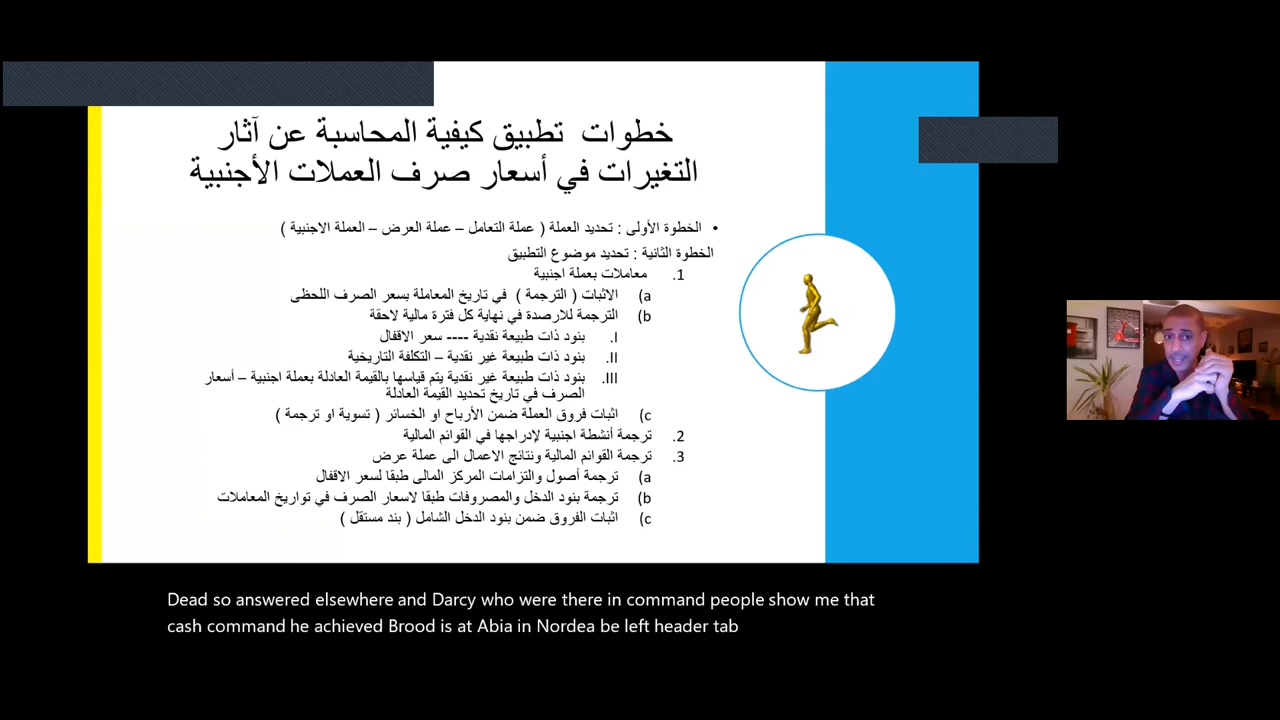 خطوات تطبيق كيفية المحاسبة عن آثار
التغيرات في أسعار صرف العملات الأجنبية
• الخطوة الأولى : تحديد العملة ( عملة التعامل – عملة العرض – العملة الاجنبية )
الخطوة الثانية : تحديد موضوع التطبيق
1. معاملات بعملة اجنبية
a) الاثبات ( الترجمة ) في تاريخ المعاملة بسعر الصرف اللحظى
b) الترجمة للارصدة في نهاية كل فترة مالية لاحقة
I. بنود ذات طبيعة نقدية ---- سعر الاقفال
II. بنود ذات طبيعة غير نقدية – التكلفة التاريخية
III. بنود ذات طبيعة غير نقدية يتم قياسها بالقيمة العادلة بعملة اجنبية – أسعار
الصرف في تاريخ تحديد القيمة العادلة
c) اثبات فروق العملة ضمن الأرباح او الخسائر ( تسوية او ترجمة )
2. ترجمة أنشطة اجنبية لإدراجها في القوائم المالية
3. ترجمة القوائم المالية ونتائج الاعمال الى عملة عرض
a) ترجمة أصول والتزامات المركز المالى طبقا لسعر الاقفال
b) ترجمة بنود الدخل والمصروفات طبقا لاسعار الصرف في تواريخ المعاملات
c) اثبات الفروق ضمن بنود الدخل الشامل ( بند مستقل )
Dead so answered elsewhere and Darcy who were there in command people show me that
cash command he achieved Brood is at Abia in Nordea be left header tab